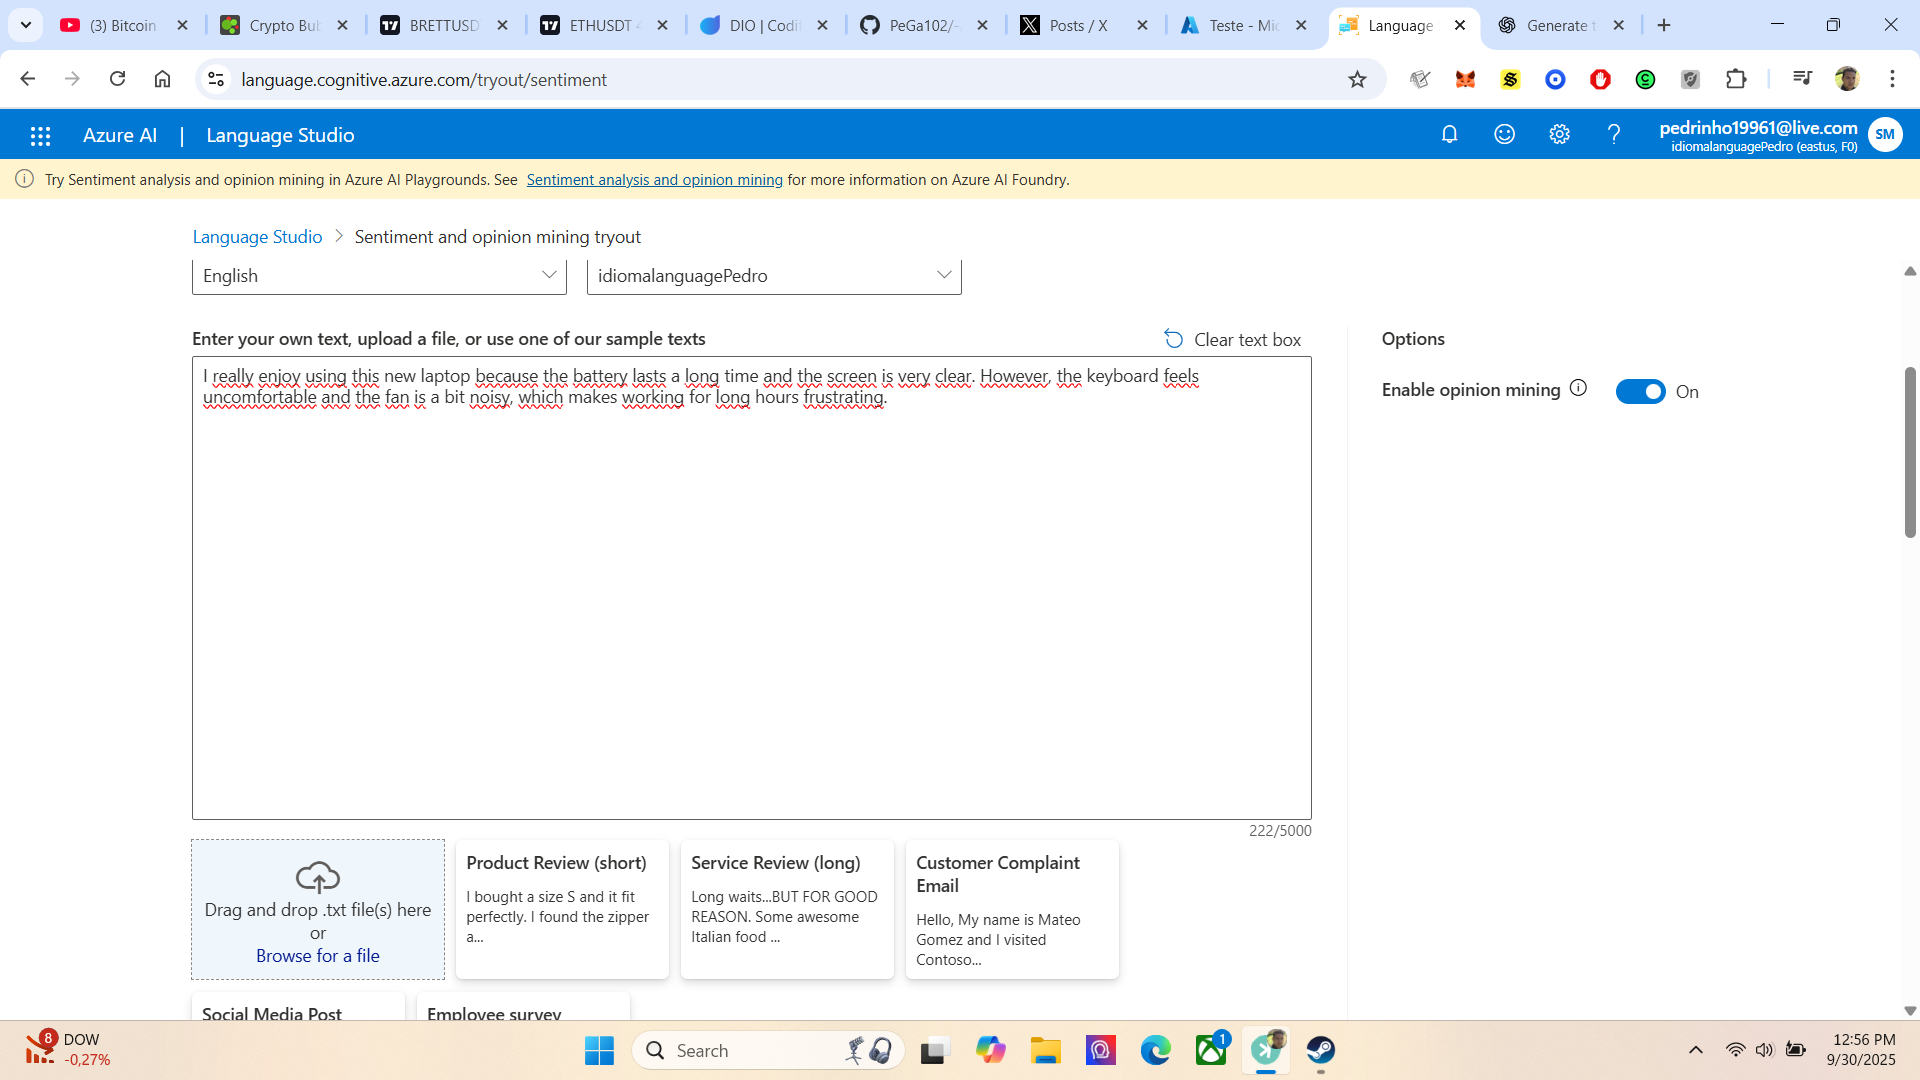 (3) Bitcoin
Crypto Bub
BRETTUSD
ETHUSDT 4
DIO | Codif
PeGa102/-
Posts / X
Teste - Mic
Language
Generate t
language.cognitive.azure.com/tryout/sentiment
Azure AI | Language Studio
pedrinho19961@live.com
idiomalanguagePedro (eastus, F0)
SM
Try Sentiment analysis and opinion mining in Azure AI Playgrounds. See Sentiment analysis and opinion mining for more information on Azure AI Foundry.
Language Studio > Sentiment and opinion mining tryout
English
idiomalanguagePedro
Enter your own text, upload a file, or use one of our sample texts
Clear text box
Options
I really enjoy using this new laptop because the battery lasts a long time and the screen is very clear. However, the keyboard feels
uncomfortable and the fan is a bit noisy, which makes working for long hours frustrating.
Enable opinion mining
On
222/5000
Drag and drop .txt file(s) here
or
Browse for a file
Product Review (short)
I bought a size S and it fit
perfectly. I found the zipper
a...
Service Review (long)
Long waits...BUT FOR GOOD
REASON. Some awesome
Italian food ...
Customer Complaint
Email
Hello, My name is Mateo
Gomez and I visited
Contoso...
Social Media Post
Employee survey
8
DOW
-0,27%
Search
1
12:56 PM
9/30/2025